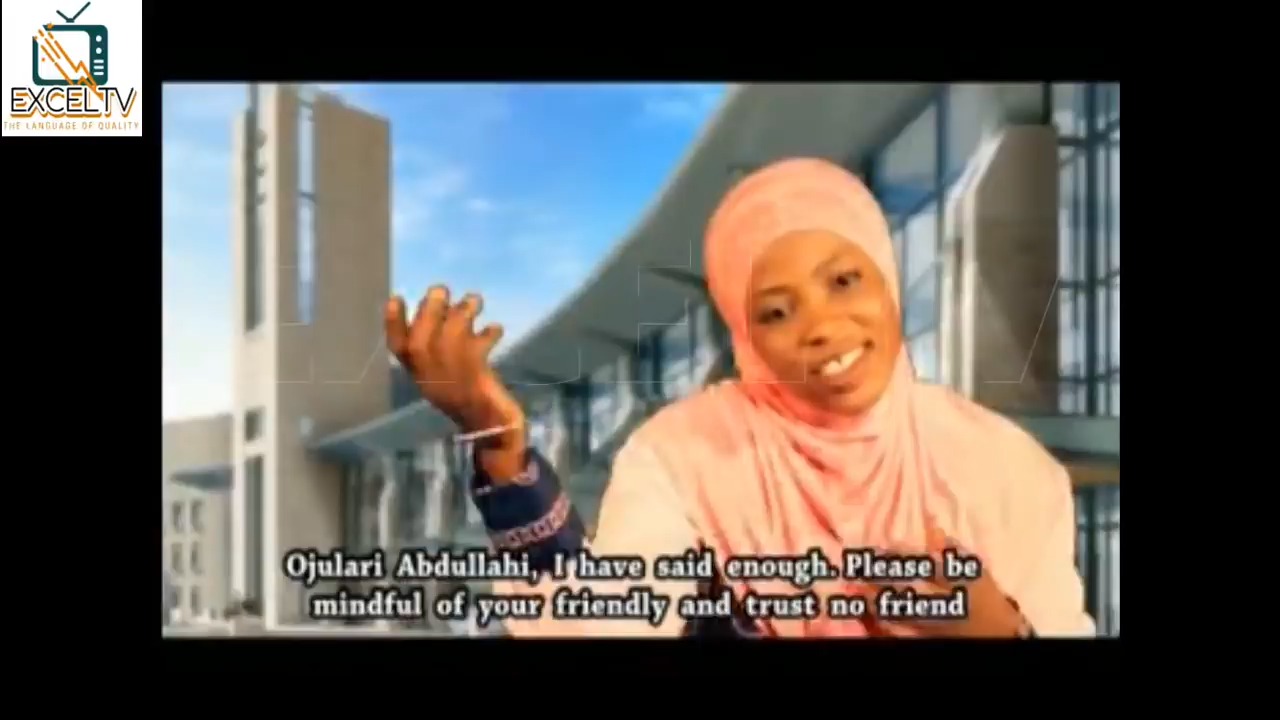 EXCELTV
THE LANGUAGE OF QUALITY
EXCELTV
Ojulari Abdullahi, I have said enough. Please be
mindful of your friendly and trust no friend